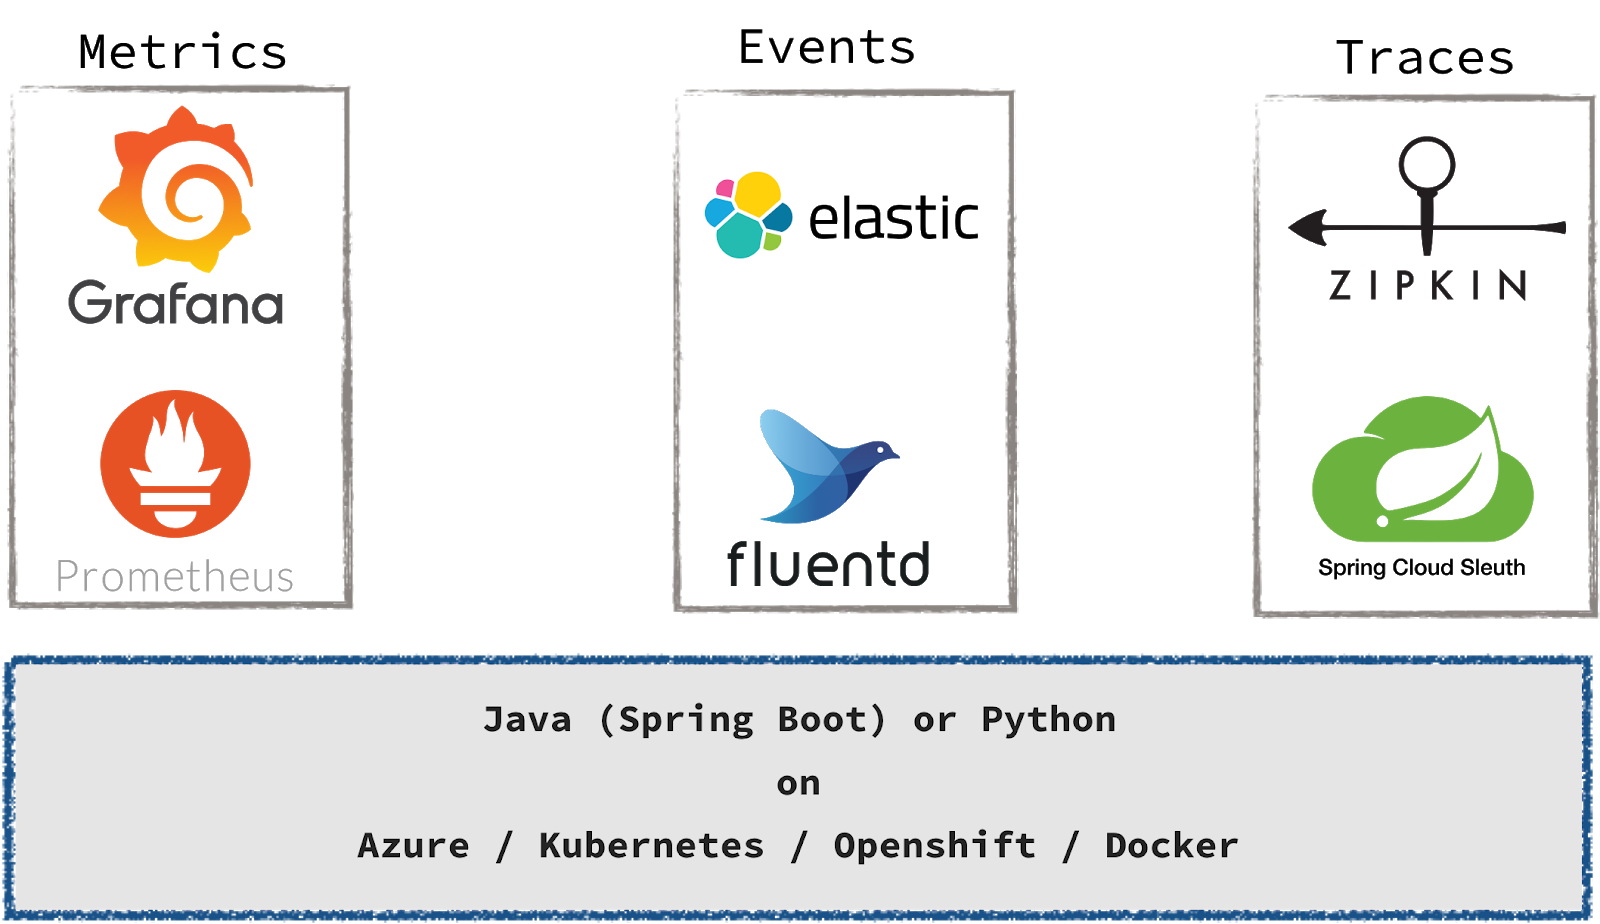 Metrics
Grafana
Prometheus
Events
elastic
fluentd
Traces
ZIPKIN
Spring Cloud Sleuth
Java (Spring Boot) or Python
on
Azure / Kubernetes / Openshift / Docker